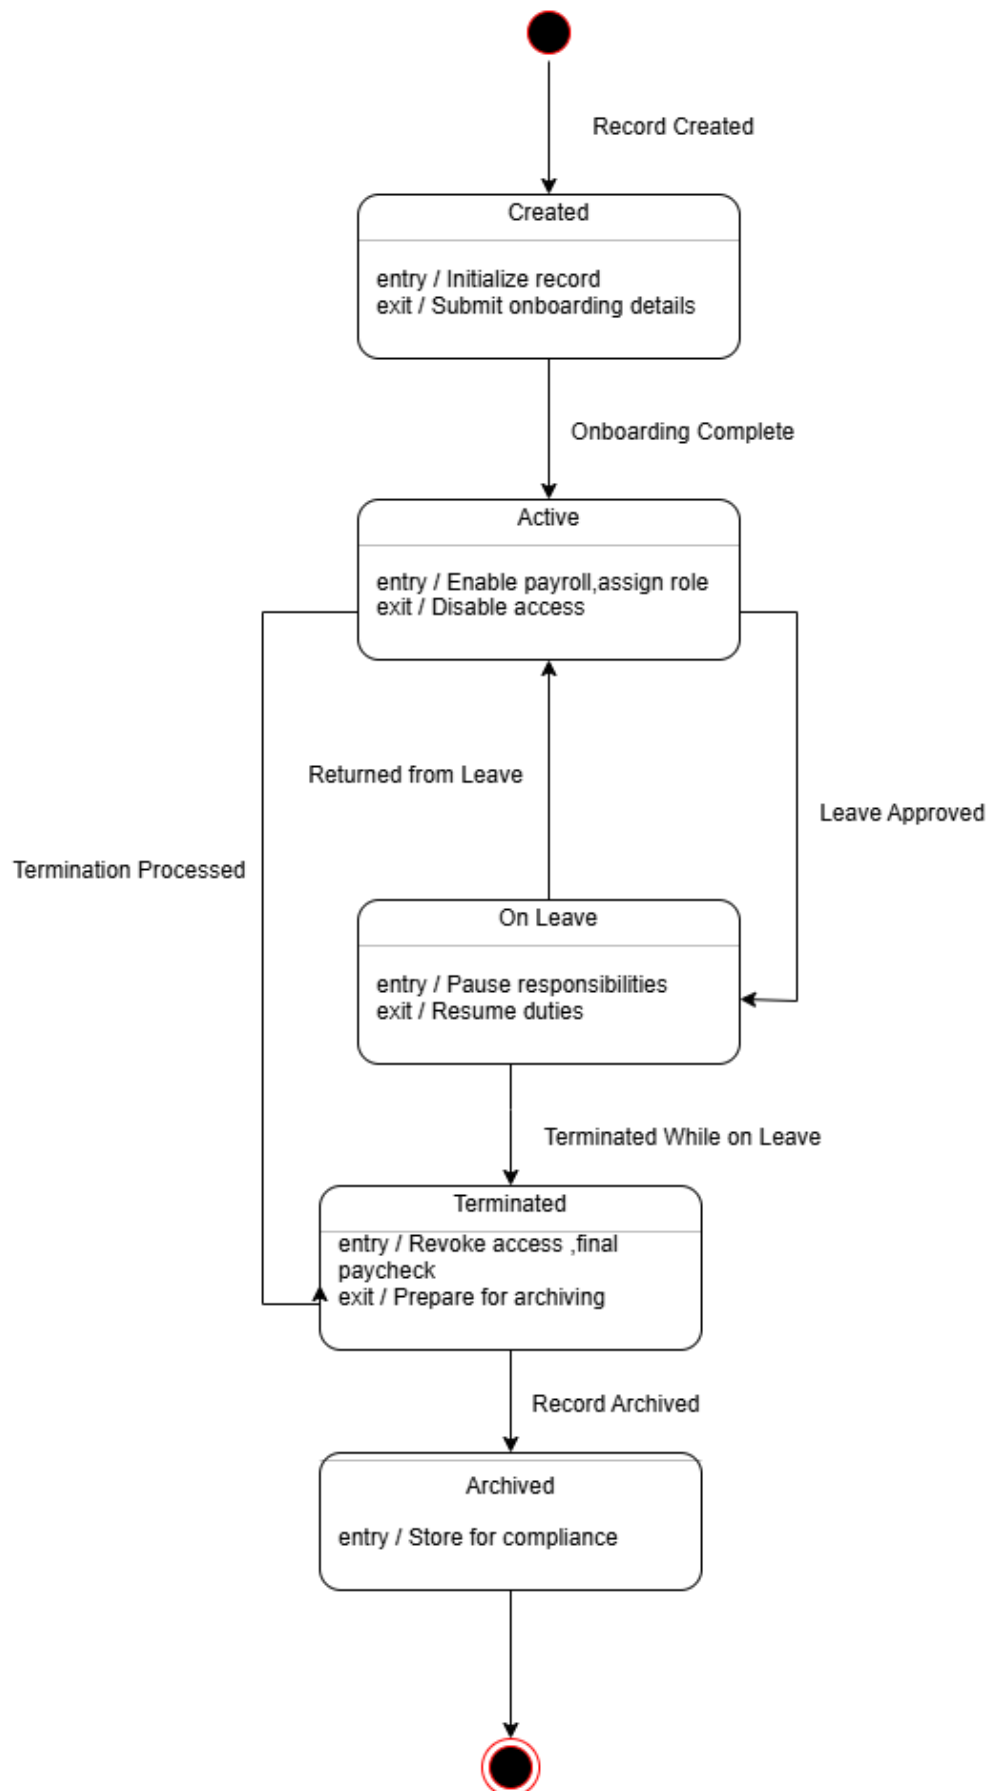 Record Created
Created
entry / Initialize record
exit / Submit onboarding details
Onboarding Complete
Active
entry / Enable payroll,assign role
exit / Disable access
Returned from Leave
Leave Approved
Termination Processed
On Leave
entry / Pause responsibilities
exit / Resume duties
Terminated While on Leave
Terminated
entry / Revoke access ,final
paycheck
exit / Prepare for archiving
Record Archived
Archived
entry / Store for compliance